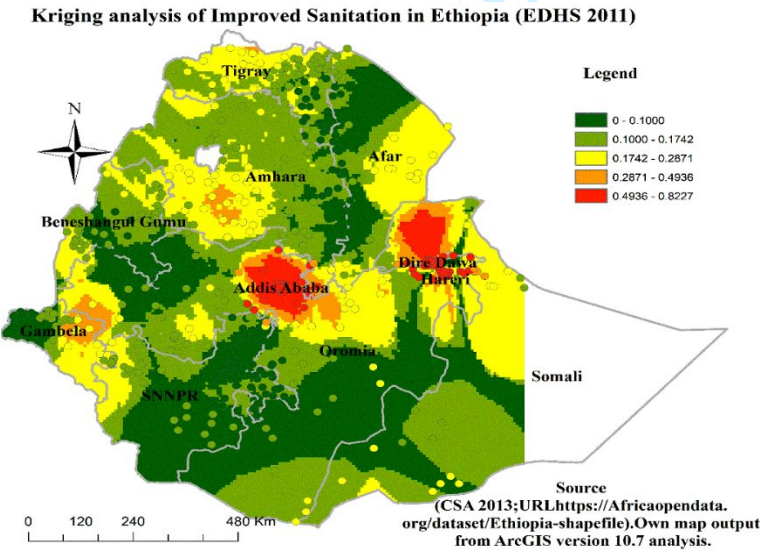 Kriging analysis of Improved Sanitation in Ethiopia (EDHS 2011)
Legend
0 - 0.1000
0.1000 - 0.1742
0.1742 - 0.2871
0.2871 - 0.4936
0.4936 - 0.8227
N
Tigray
Afar
Amhara
Beneshangul Gumu
Dire Dawa
Hareri
Addis Ababa
Gambela
Oromia
Somali
SNNPR
0 120 240 480 Km
Source
(CSA 2013;URLhttps://Africaopendata.
org/dataset/Ethiopia-shapefile).Own map output
from ArcGIS version 10.7 analysis.